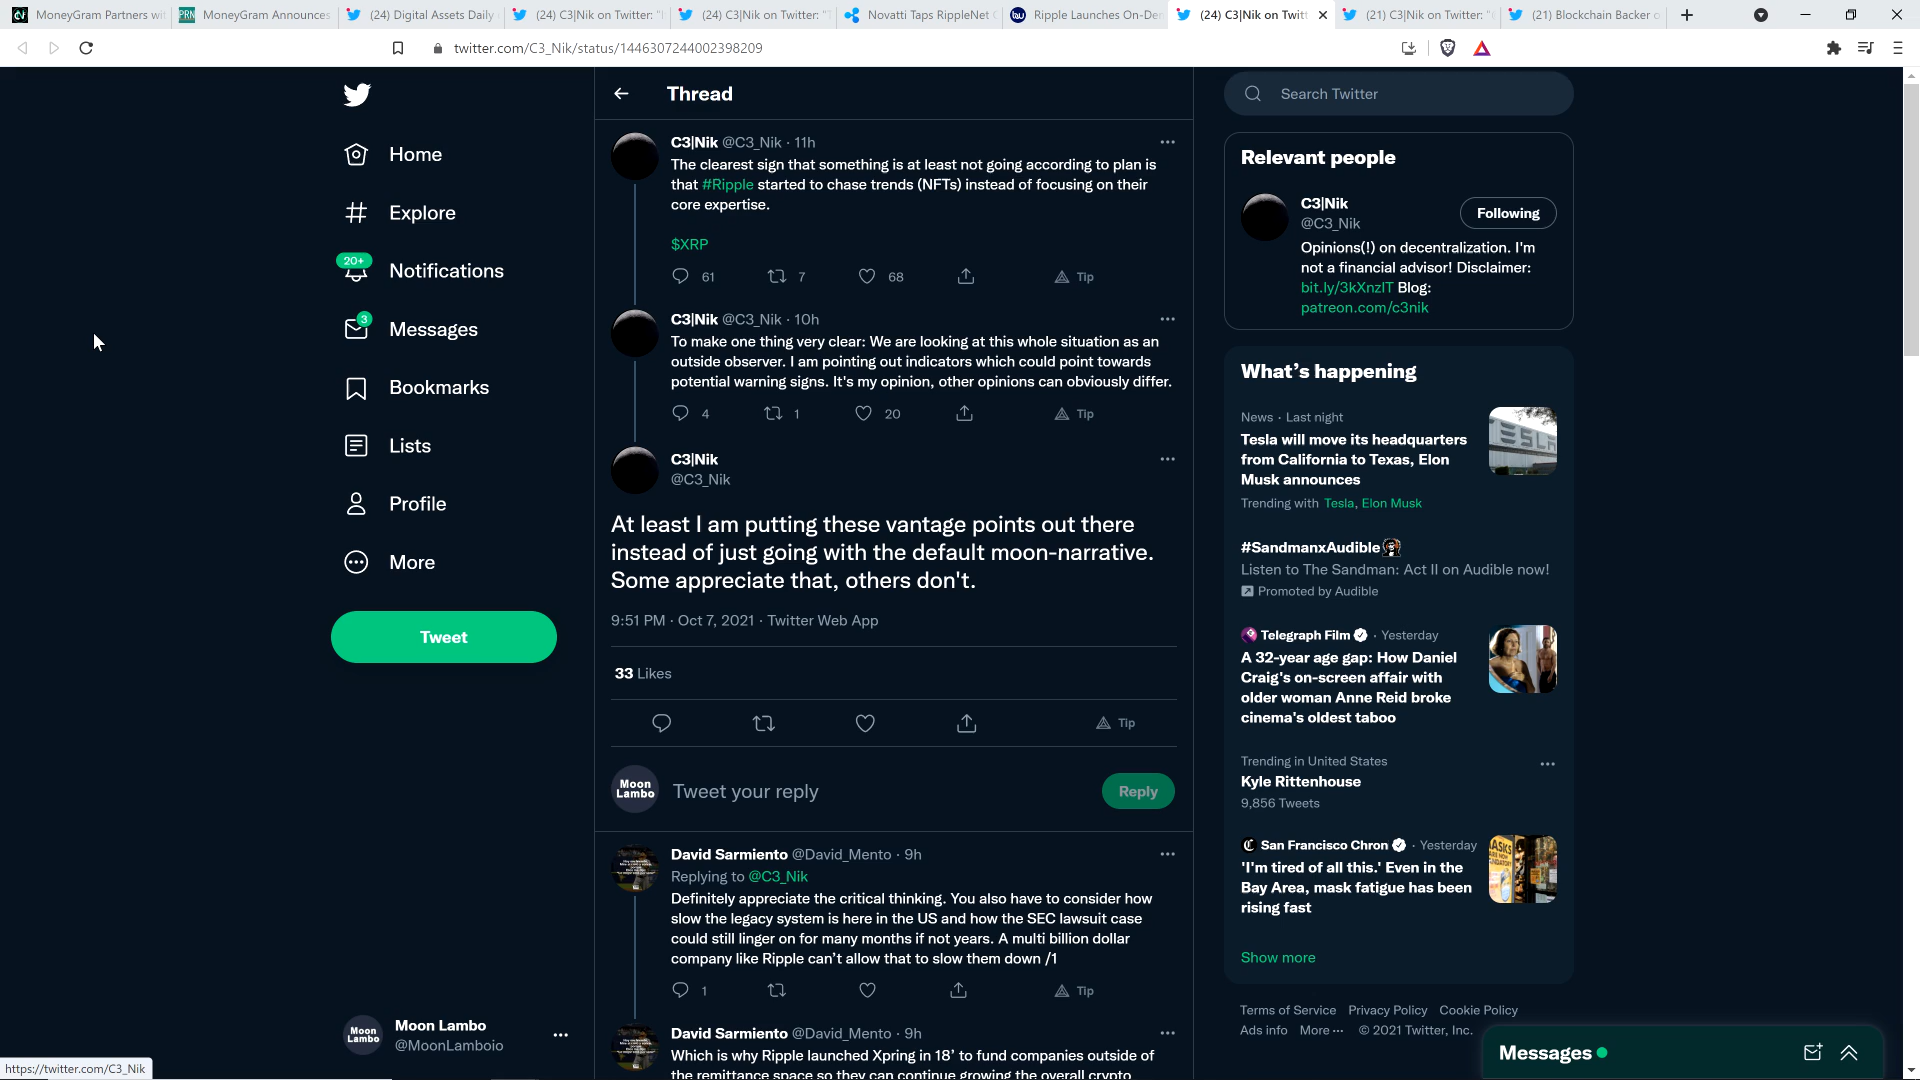 MoneyGram Partners wit
PRN MoneyGram Announces
(24) Digital Assets Daily
(24) C3|Nik on Twitter: "I
(24) C3|Nik on Twitter: "T
Novatti Taps RippleNet
Ripple Launches On-De
(24) C3|Nik on Twitt
(21) C3|Nik on Twitter: "
(21) Blockchain Backer o
twitter.com/C3_Nik/status/1446307244002398209
Home
Explore
20+
Notifications
3
Messages
Bookmarks
Lists
Profile
More
Tweet
Moon Lambo
Moon Lambo
@MoonLamboio
https://twitter.com/C3_Nik
Thread
C3|Nik @C3_Nik · 11h
The clearest sign that something is at least not going according to plan is
that #Ripple started to chase trends (NFTs) instead of focusing on their
core expertise.
$XRP
61 7 68 Tip
C3|Nik @C3_Nik · 10h
To make one thing very clear: We are looking at this whole situation as an
outside observer. I am pointing out indicators which could point towards
potential warning signs. It's my opinion, other opinions can obviously differ.
4 1 20 Tip
C3|Nik
@C3_Nik
At least I am putting these vantage points out there
instead of just going with the default moon-narrative.
Some appreciate that, others don't.
9:51 PM · Oct 7, 2021 · Twitter Web App
33 Likes
Tip
Moon Lambo
Tweet your reply
Reply
David Sarmiento @David_Mento · 9h
Replying to @C3_Nik
Definitely appreciate the critical thinking. You also have to consider how
slow the legacy system is here in the US and how the SEC lawsuit case
could still linger on for many months if not years. A multi billion dollar
company like Ripple can't allow that to slow them down /1
1 Tip
David Sarmiento @David_Mento · 9h
Which is why Ripple launched Xpring in 18' to fund companies outside of
the remittance space so they can continue growing the overall crypto
Search Twitter
Relevant people
C3|Nik
@C3_Nik
Following
Opinions(!) on decentralization. I'm
not a financial advisor! Disclaimer:
bit.ly/3kXnzIT Blog:
patreon.com/c3nik
What's happening
News · Last night
Tesla will move its headquarters
from California to Texas, Elon
Musk announces
Trending with Tesla, Elon Musk
#SandmanxAudible
Listen to The Sandman: Act II on Audible now!
Promoted by Audible
Telegraph Film · Yesterday
A 32-year age gap: How Daniel
Craig's on-screen affair with
older woman Anne Reid broke
cinema's oldest taboo
Trending in United States
Kyle Rittenhouse
9,856 Tweets
San Francisco Chron · Yesterday
'I'm tired of all this.' Even in the
Bay Area, mask fatigue has been
rising fast
Show more
Terms of Service Privacy Policy Cookie Policy
Ads info More ··· © 2021 Twitter, Inc.
Messages